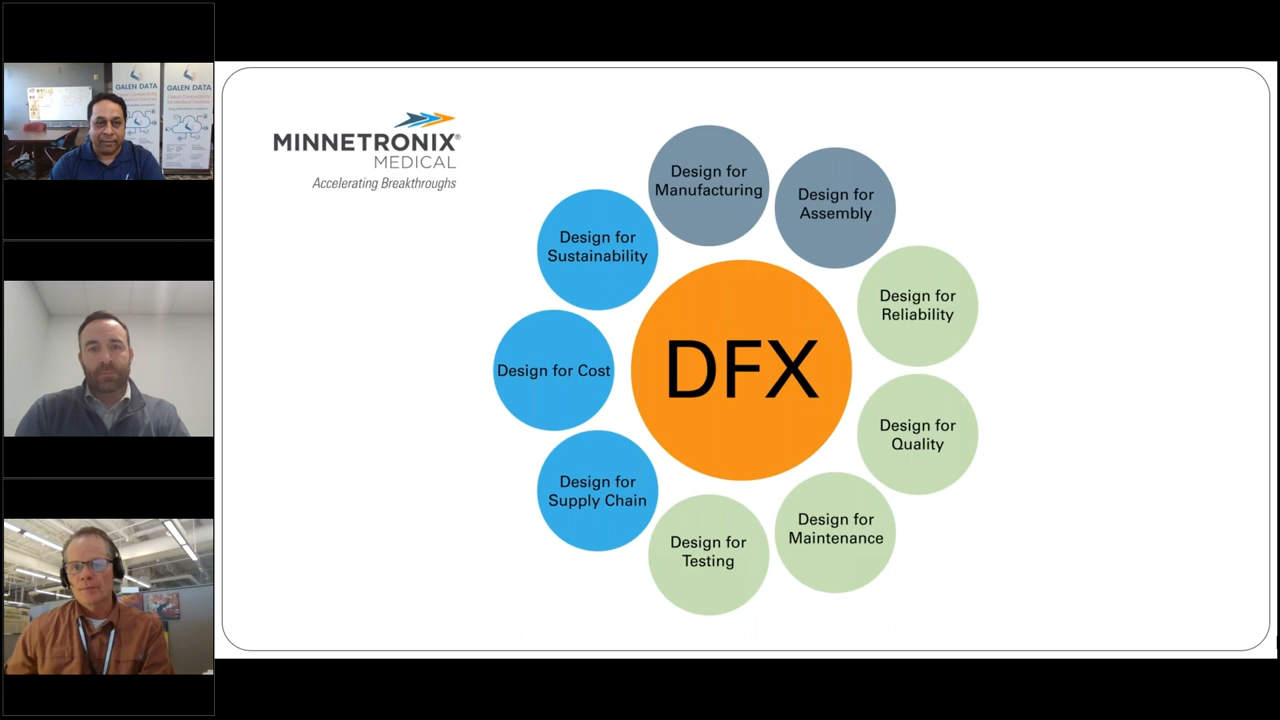 GALEN DATA
GALEN DATA
MINNETRONIX®
MEDICAL
Accelerating Breakthroughs
Design for
Manufacturing
Design for
Assembly
Design for
Sustainability
Design for
Reliability
DFX
Design for Cost
Design for
Quality
Design for
Supply Chain
Design for
Maintenance
Design for
Testing